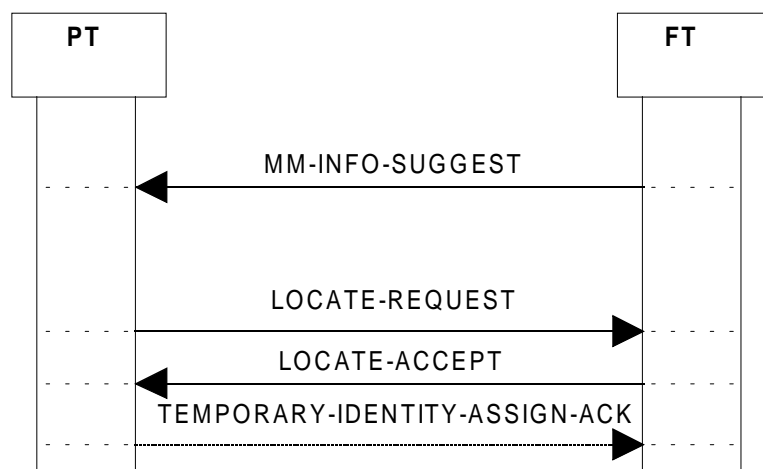 PT
FT
MM-INFO-SUGGEST
LOCATE-REQUEST
LOCATE-ACCEPT
TEMPORARY-IDENTITY-ASSIGN-ACK